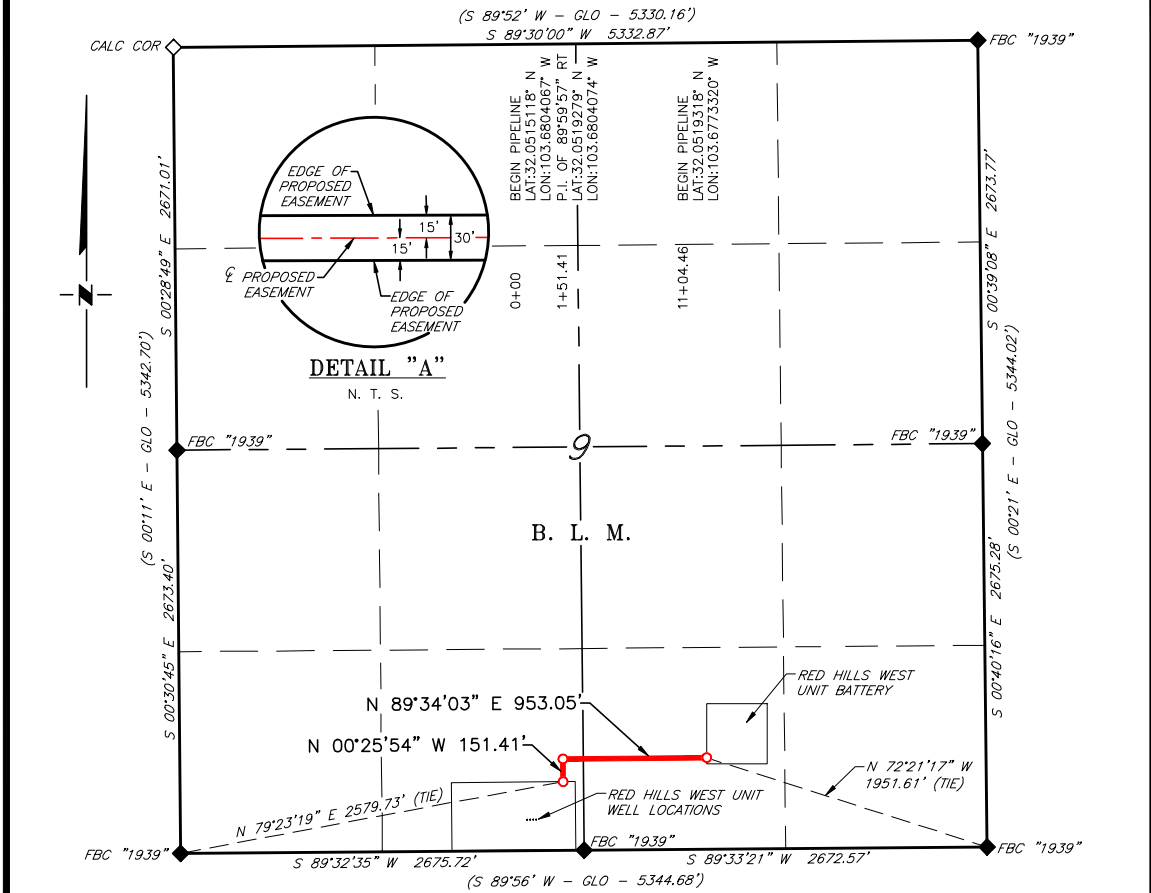 (S 89°52' W - GLO - 5330.16')
S 89°30'00" W 5332.87'
CALC COR
FBC "1939"
BEGIN PIPELINE
LAT:32.0515118° N
LON:103.6804067° W
P.I. OF 89°59'57" RT
LAT:32.0519279° N
LON:103.6804074° W
BEGIN PIPELINE
LAT:32.0519318° N
LON:103.6773320° W
0+00
1+51.41
11+04.46
S 00°28'49" E 2671.01'
S 00°39'08" E 2673.77'
EDGE OF
PROPOSED
EASEMENT
15'
15'
30'
℄ PROPOSED
EASEMENT
EDGE OF
PROPOSED
EASEMENT
DETAIL "A"
N. T. S.
N
(S 00°11' E - GLO - 5342.70')
(S 00°21' E - GLO - 5344.02')
FBC "1939"
9
FBC "1939"
B. L. M.
S 00°30'45" E 2673.40'
S 00°40'16" E 2675.28'
RED HILLS WEST
UNIT BATTERY
N 89°34'03" E 953.05'
N 00°25'54" W 151.41'
N 72°21'17" W
1951.61' (TIE)
N 79°23'19" E 2579.73' (TIE)
RED HILLS WEST UNIT
WELL LOCATIONS
FBC "1939"
FBC "1939"
FBC "1939"
S 89°32'35" W 2675.72'
S 89°33'21" W 2672.57'
(S 89°56' W - GLO - 5344.68')